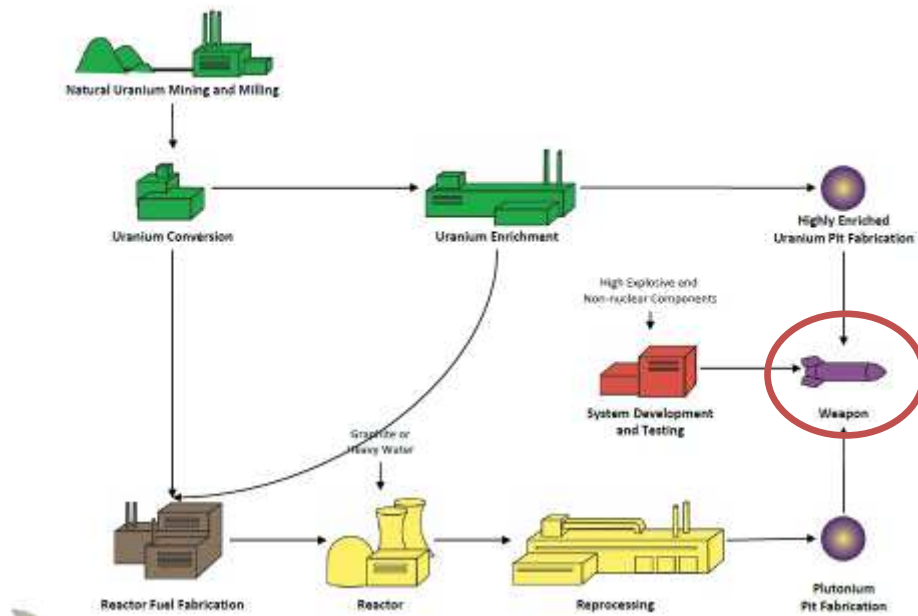 Natural Uranium Mining and Milling
Uranium Conversion
Uranium Enrichment
Highly Enriched
Uranium Pit Fabrication
High Explosive and
Non-nuclear Components
System Development
and Testing
Weapon
Graphite or
Heavy Water
Reactor Fuel Fabrication
Reactor
Reprocessing
Plutonium
Pit Fabrication